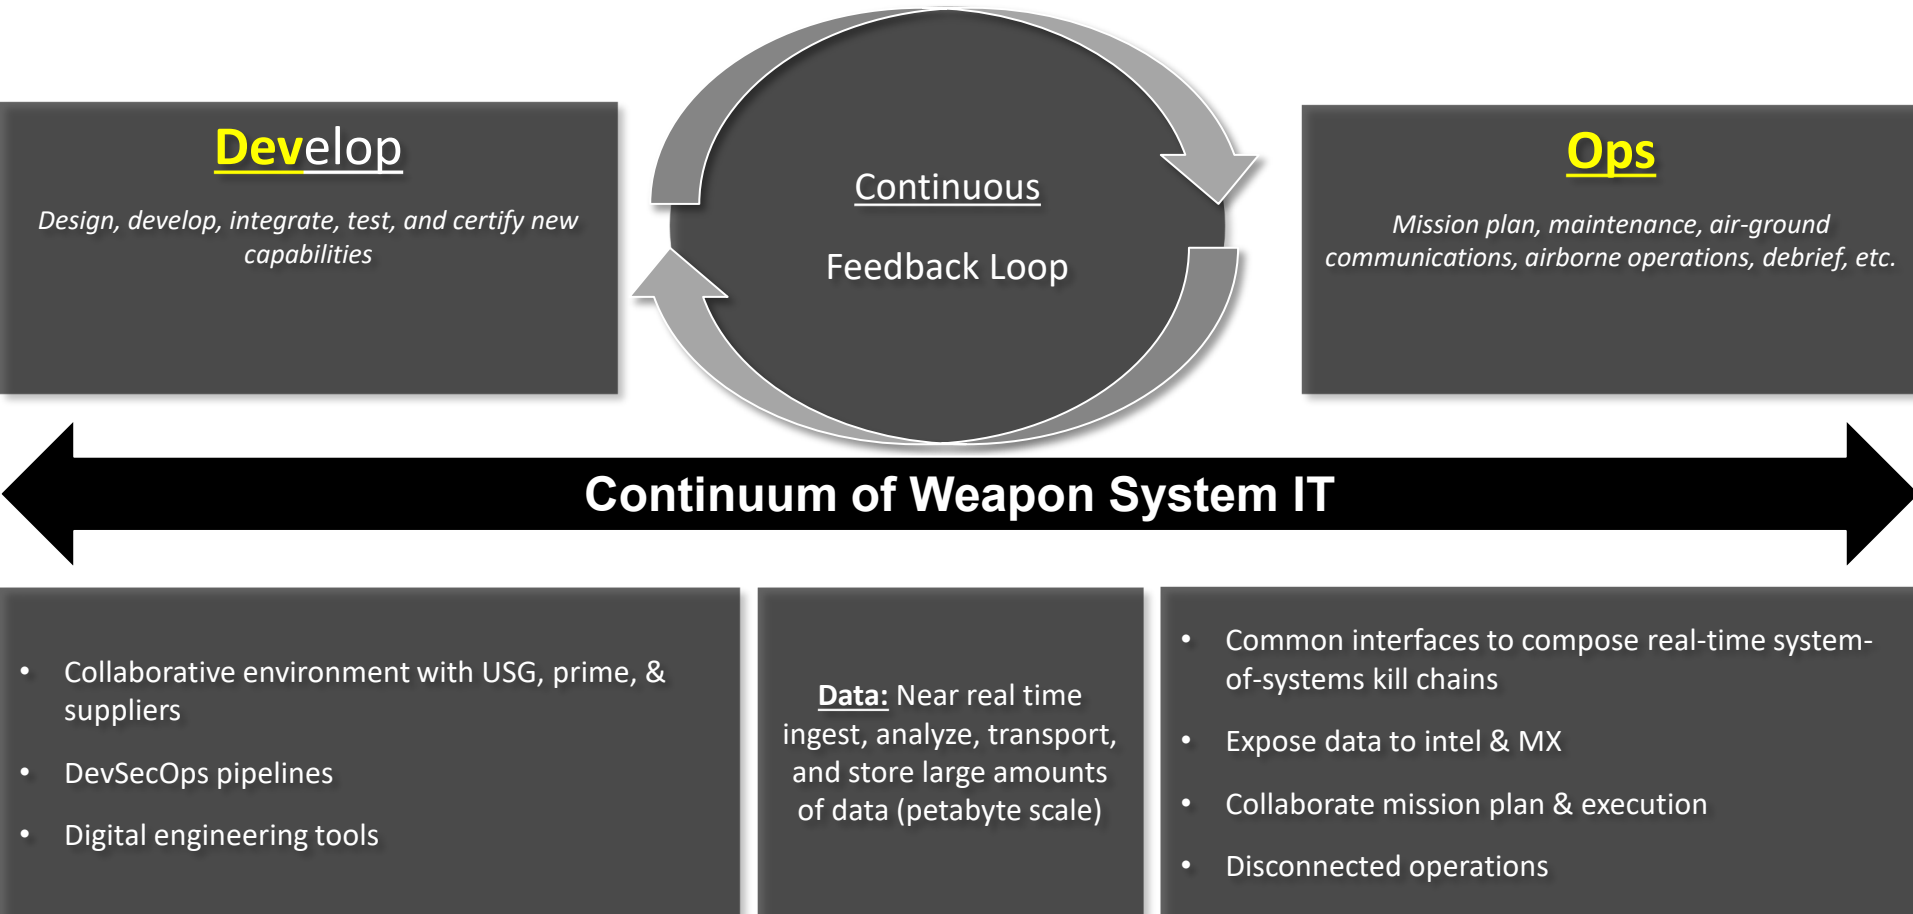 Develop
Design, develop, integrate, test, and certify new
capabilities
Continuous
Feedback Loop
Ops
Mission plan, maintenance, air-ground
communications, airborne operations, debrief, etc.
Continuum of Weapon System IT
• Collaborative environment with USG, prime, &
suppliers
• DevSecOps pipelines
• Digital engineering tools
Data: Near real time
ingest, analyze, transport,
and store large amounts
of data (petabyte scale)
• Common interfaces to compose real-time system-
of-systems kill chains
• Expose data to intel & MX
• Collaborate mission plan & execution
• Disconnected operations